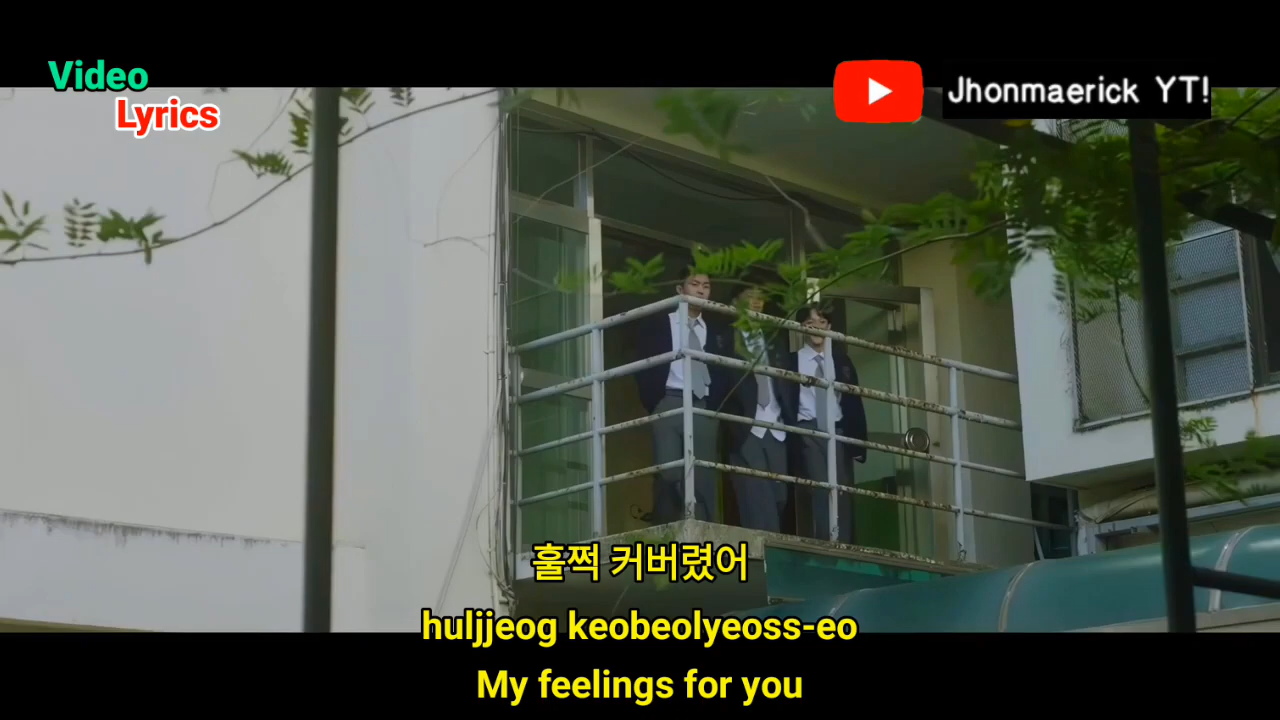 Video
Lyrics
Jhonmaerick YT!
훌쩍 커버렸어
huljjeog keobeolyeoss-eo
My feelings for you